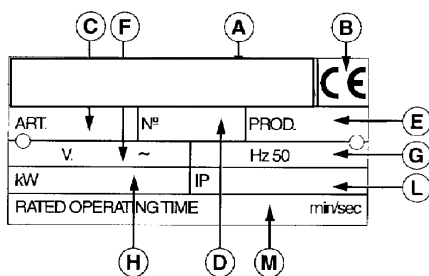 C F A B
CE
ART. Nº PROD. E
V. ~ Hz 50 G
kW IP L
RATED OPERATING TIME min/sec
H D M